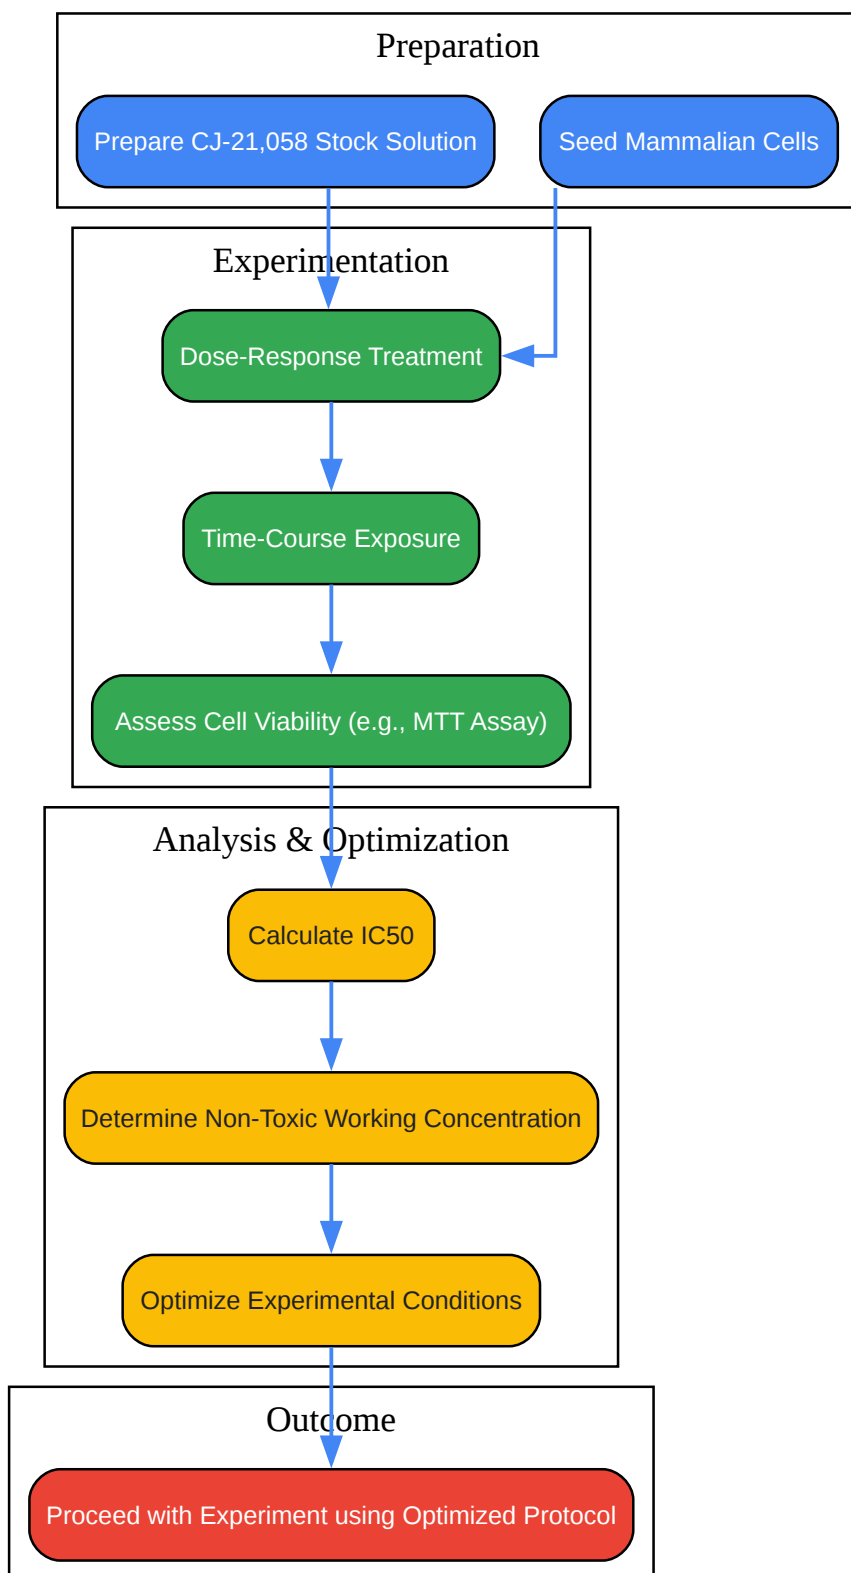 Preparation
Prepare CJ-21,058 Stock Solution
Seed Mammalian Cells
Experimentation
Dose-Response Treatment
Time-Course Exposure
Assess Cell Viability (e.g., MTT Assay)
Analysis & Optimization
Calculate IC50
Determine Non-Toxic Working Concentration
Optimize Experimental Conditions
Outcome
Proceed with Experiment using Optimized Protocol